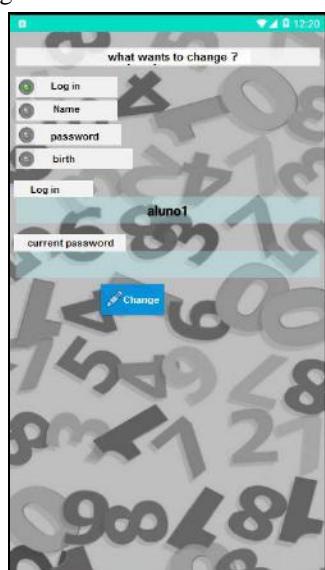 12:20
what wants to change ?
Log in
Name
password
birth
Log in
aluno1
current password
Change